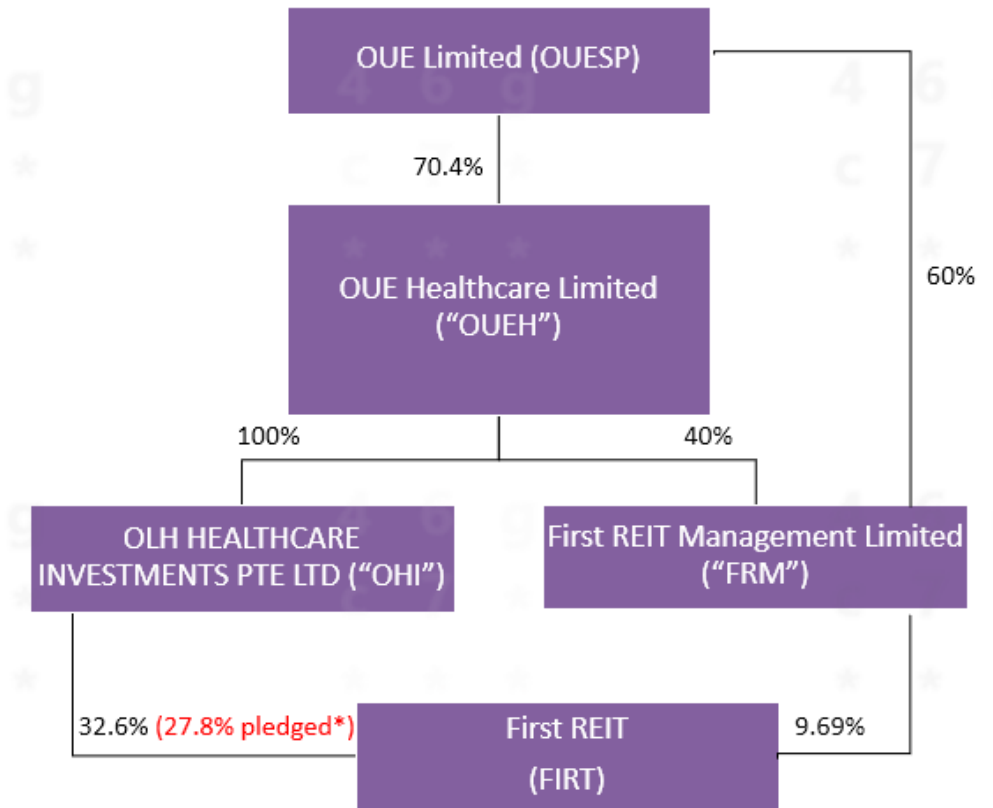 OUE Limited (OUESP)
70.4%
OUE Healthcare Limited
(“OUEH”)
60%
100%
40%
OLH HEALTHCARE
INVESTMENTS PTE LTD (“OHI”)
First REIT Management Limited
(“FRM”)
32.6% (27.8% pledged*)
First REIT
(FIRT)
9.69%